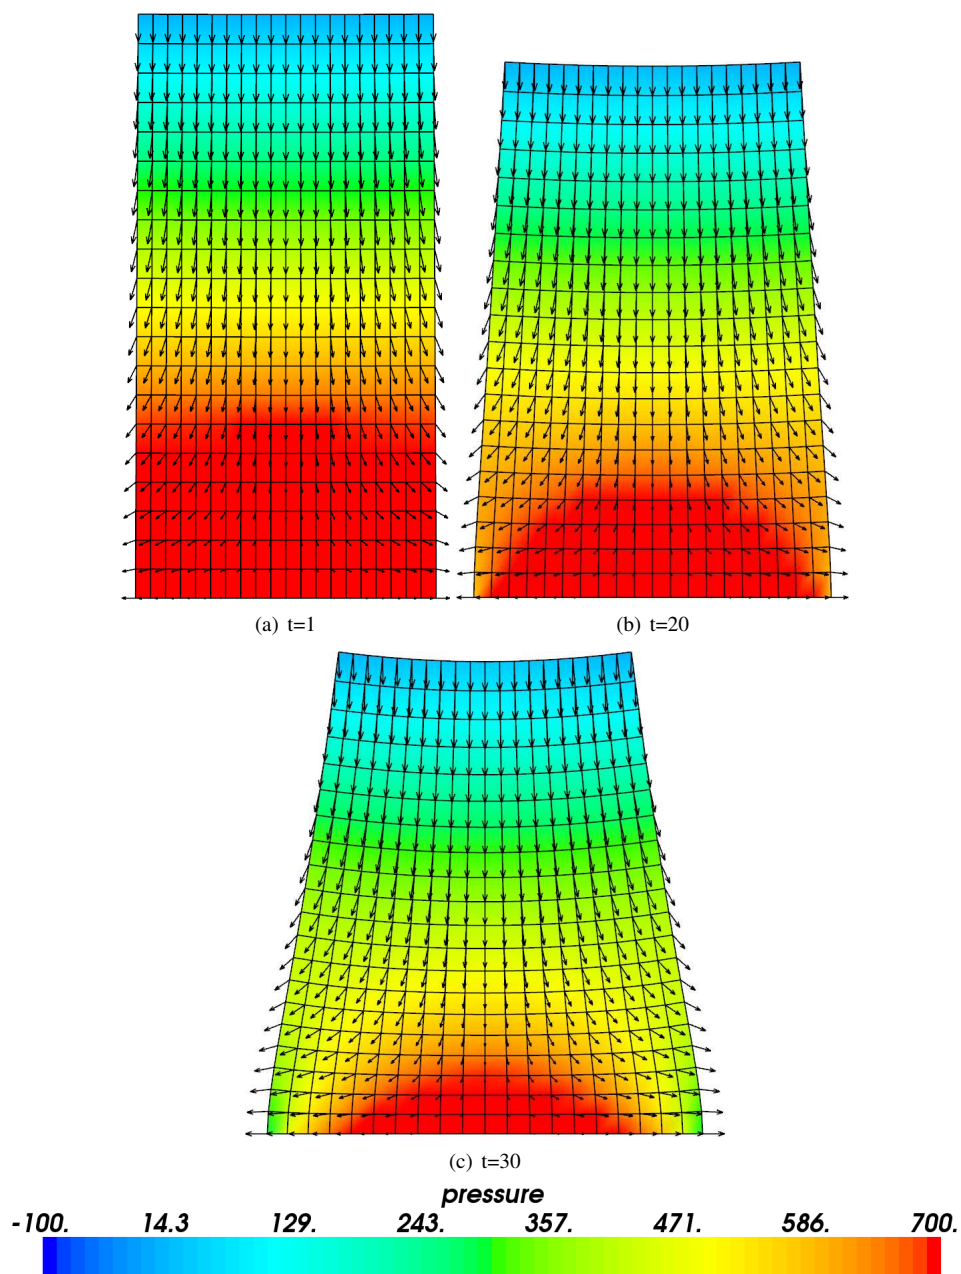 (a) t=1
(b) t=20
(c) t=30
pressure
-100. 14.3 129. 243. 357. 471. 586. 700.